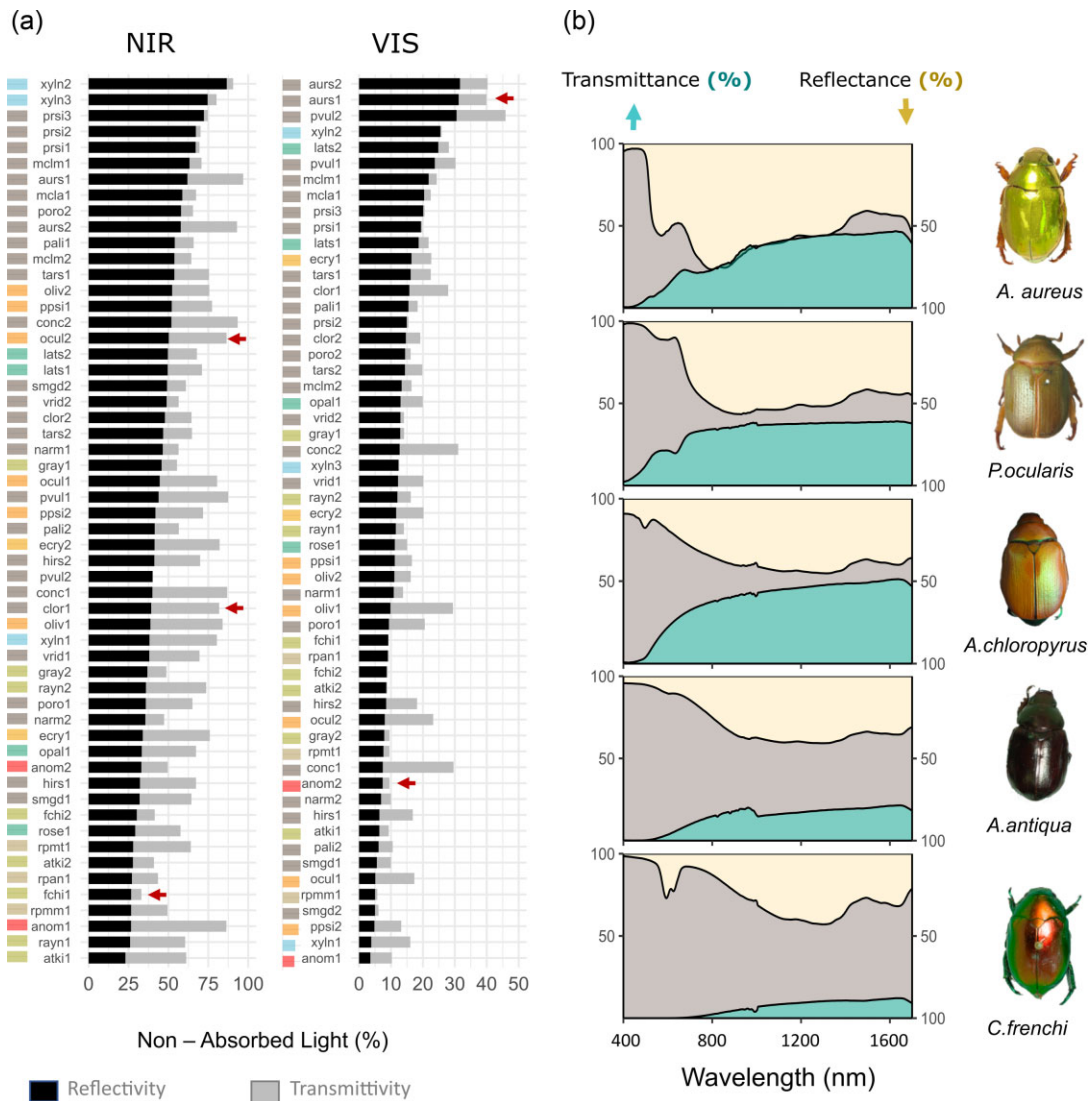 (a)
NIR
VIS
xyln2
xyln3
prsi3
prsi2
prsi1
mclm1
aurs1
mcla1
poro2
aurs2
pali1
mclm2
tars1
oliv2
ppsi1
conc2
ocul2
lats2
lats1
smgd2
vrid2
clor2
tars2
narm1
gray1
ocul1
pvul1
ppsi2
pali2
ecry2
hirs2
pvul2
conc1
clor1
oliv1
xyln1
vrid1
gray2
rayn2
poro1
narm2
ecry1
opal1
anom2
hirs1
smgd1
fchi2
rose1
rpmt1
atki2
rpan1
fchi1
rpmm1
anom1
rayn1
atki1
0 25 50 75 100
aurs2
aurs1
pvul2
xyln2
lats2
pvul1
mclm1
mcla1
prsi3
prsi1
lats1
ecry1
tars1
clor1
pali1
prsi2
clor2
poro2
tars2
mclm2
opal1
vrid2
gray1
conc2
xyln3
vrid1
rayn2
ecry2
rayn1
rose1
ppsi1
oliv2
narm1
oliv1
poro1
fchi1
rpan1
fchi2
atki2
hirs2
ocul2
gray2
rpmt1
conc1
anom2
narm2
hirs1
atki1
pali2
smgd1
ocul1
rpmm1
smgd2
ppsi2
xyln1
anom1
0 10 20 30 40 50
Non – Absorbed Light (%)
Reflectivity
Transmittivity
(b)
Transmittance (%)
Reflectance (%)
100
50
50
100
A. aureus
100
50
50
100
P.ocularis
100
50
50
100
A.chloropyrus
100
50
50
100
A.antiqua
100
50
50
100
C.frenchi
400 800 1200 1600
Wavelength (nm)